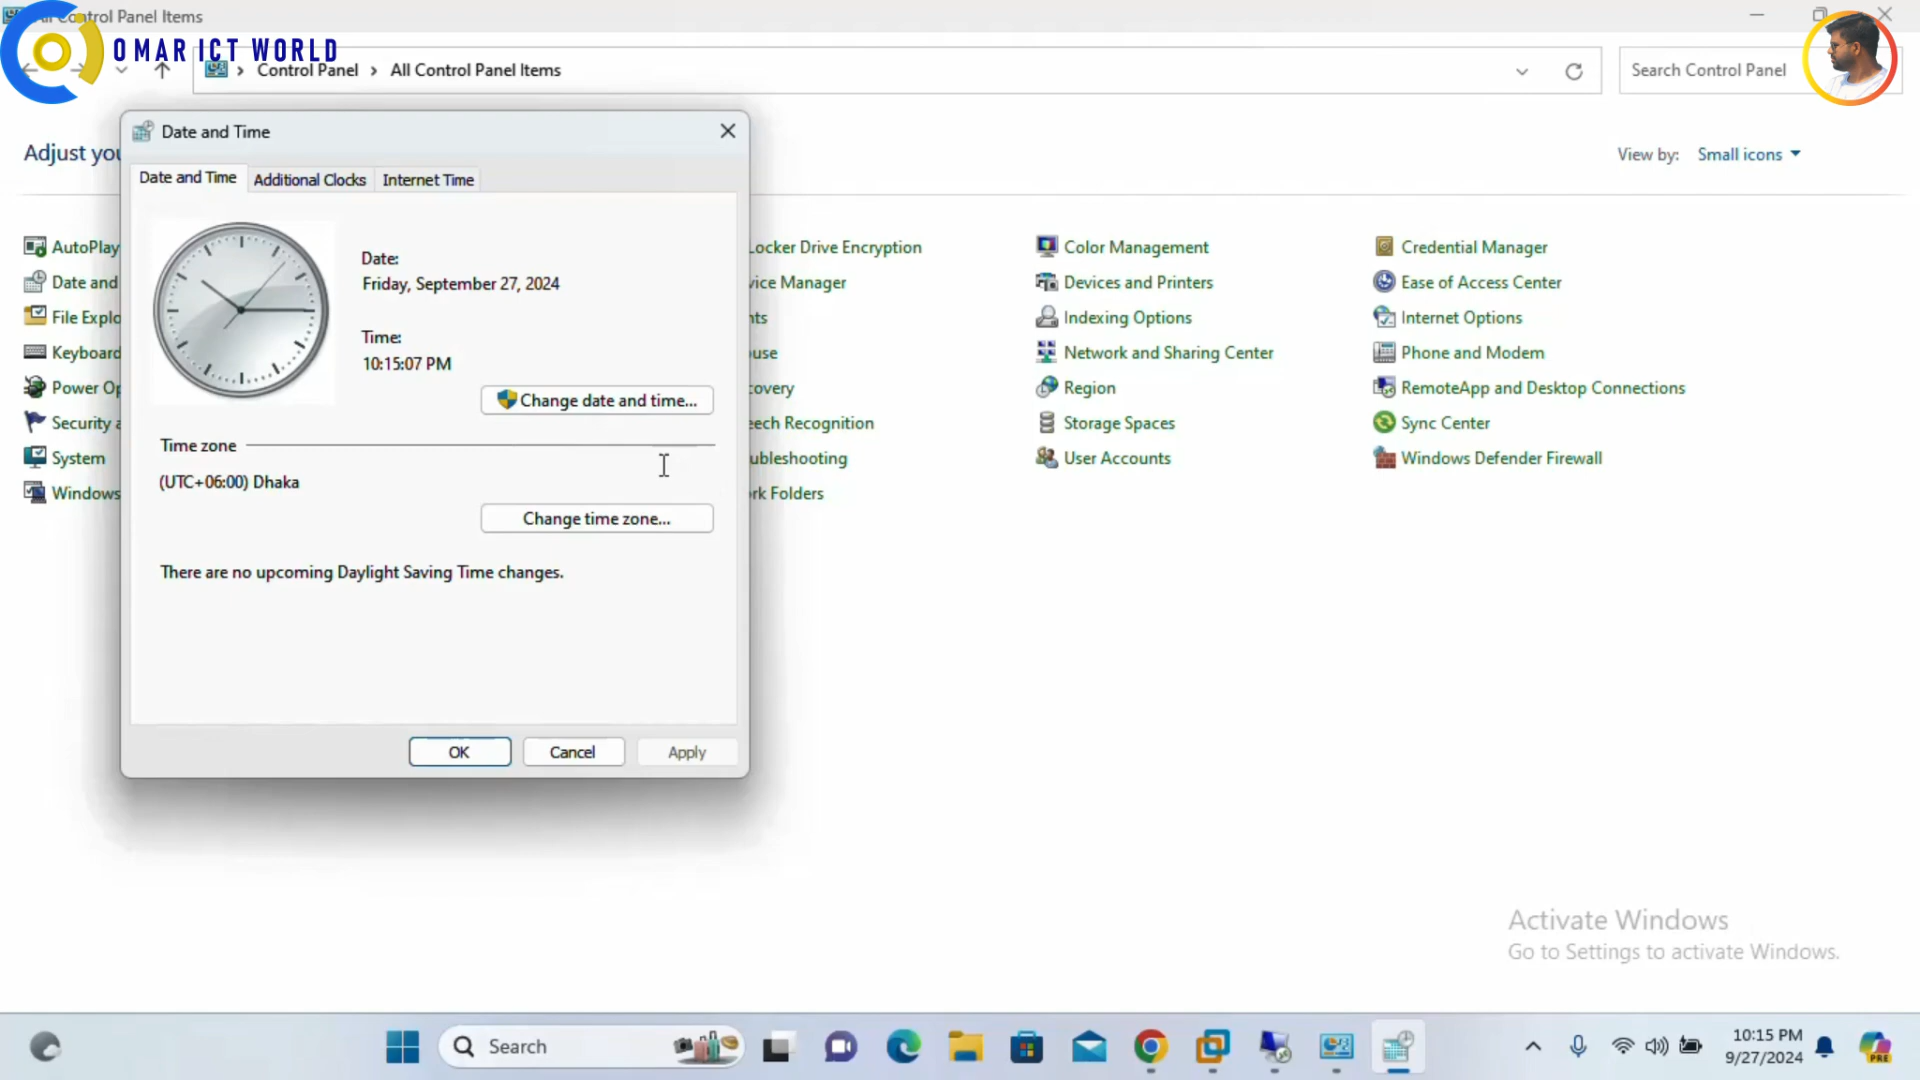 All Control Panel Items
OMAR ICT WORLD
Control Panel > All Control Panel Items
Search Control Panel
Adjust you
View by: Small icons
Date and Time
Date and Time Additional Clocks Internet Time
Date:
Friday, September 27, 2024
Time:
10:15:07 PM
Change date and time...
Time zone
(UTC+06:00) Dhaka
Change time zone...
There are no upcoming Daylight Saving Time changes.
OK Cancel Apply
AutoPlay
Date and
File Explo
Keyboard
Power Op
Security a
System
Windows
Locker Drive Encryption
vice Manager
nts
use
covery
eech Recognition
ubleshooting
rk Folders
Color Management
Devices and Printers
Indexing Options
Network and Sharing Center
Region
Storage Spaces
User Accounts
Credential Manager
Ease of Access Center
Internet Options
Phone and Modem
RemoteApp and Desktop Connections
Sync Center
Windows Defender Firewall
Activate Windows
Go to Settings to activate Windows.
Search
10:15 PM
9/27/2024
PRE